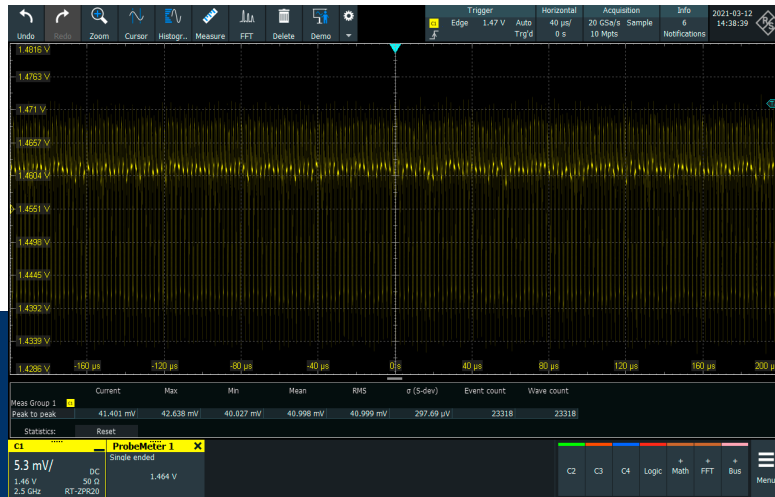 Trigger Horizontal Acquisition Info 2021-03-12
C1 Edge 1.47 V Auto 40 µs/ 20 GSa/s Sample 6 14:38:39
Trg'd 0 s 10 Mpts Notifications
Undo Redo Zoom Cursor Histogr... Measure FFT Delete Demo
1.4816 V
1.4763 V
1.471 V
1.4657 V
1.4604 V
1.4551 V
1.4498 V
1.4445 V
1.4392 V
1.4339 V
1.4286 V -160 µs -120 µs -80 µs -40 µs 0 s 40 µs 80 µs 120 µs 160 µs 200 µ
Current Max Min Mean RMS σ (S-dev) Event count Wave count
Meas Group 1 C1
Peak to peak 41.401 mV 42.638 mV 40.027 mV 40.998 mV 40.999 mV 297.69 µV 23318 23318
Statistics: Reset
C1 ProbeMeter 1 X
Single ended
5.3 mV/ DC
1.46 V 50 Ω 1.464 V
2.5 GHz RT-ZPR20
C2 C3 C4 Logic + Math + FFT + Bus Menu